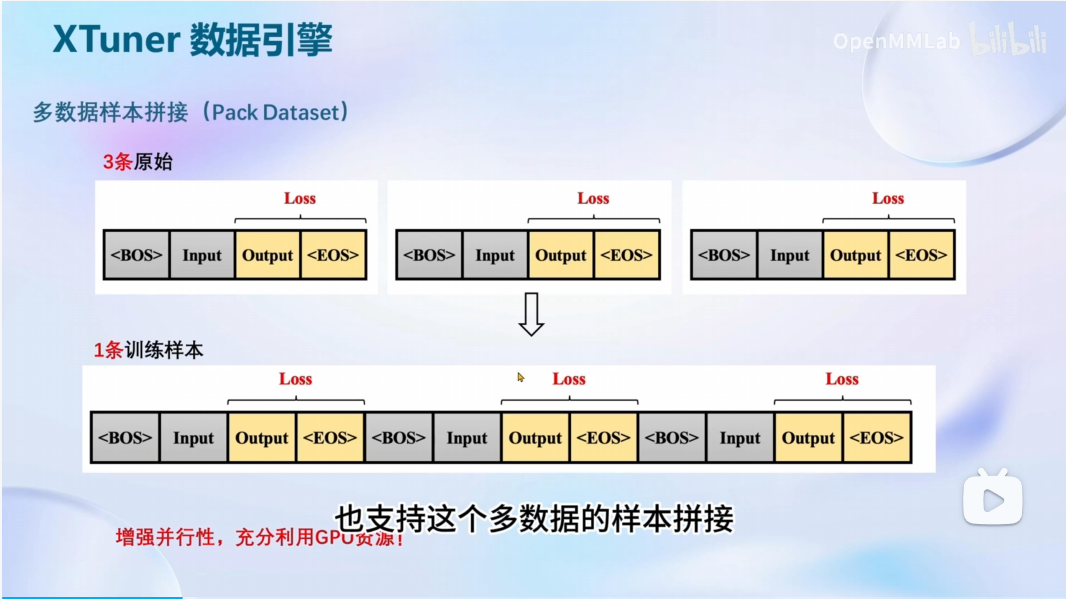 XTuner 数据引擎
OpenMMLab bilibili
多数据样本拼接（Pack Dataset）
3条原始
Loss Loss Loss
<BOS> Input Output <EOS> <BOS> Input Output <EOS> <BOS> Input Output <EOS>
1条训练样本
Loss Loss Loss
<BOS> Input Output <EOS> <BOS> Input Output <EOS> <BOS> Input Output <EOS>
也支持这个多数据的样本拼接
增强并行性，充分利用GPU资源！